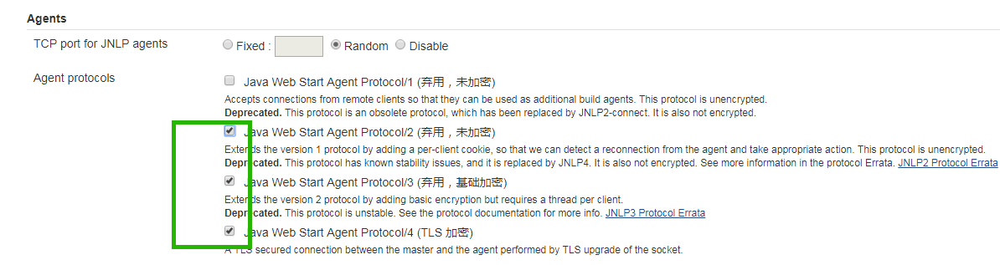 Agents
TCP port for JNLP agents
Fixed : Random Disable
Agent protocols
Java Web Start Agent Protocol/1 (弃用，未加密)
Accepts connections from remote clients so that they can be used as additional build agents. This protocol is unencrypted.
Deprecated. This protocol is an obsolete protocol, which has been replaced by JNLP2-connect. It is also not encrypted.
Java Web Start Agent Protocol/2 (弃用，未加密)
Extends the version 1 protocol by adding a per-client cookie, so that we can detect a reconnection from the agent and take appropriate action. This protocol is unencrypted.
Deprecated. This protocol has known stability issues, and it is replaced by JNLP4. It is also not encrypted. See more information in the protocol Errata. JNLP2 Protocol Errata
Java Web Start Agent Protocol/3 (弃用，基础加密)
Extends the version 2 protocol by adding basic encryption but requires a thread per client.
Deprecated. This protocol is unstable. See the protocol documentation for more info. JNLP3 Protocol Errata
Java Web Start Agent Protocol/4 (TLS 加密)
A TLS secured connection between the master and the agent performed by TLS upgrade of the socket.